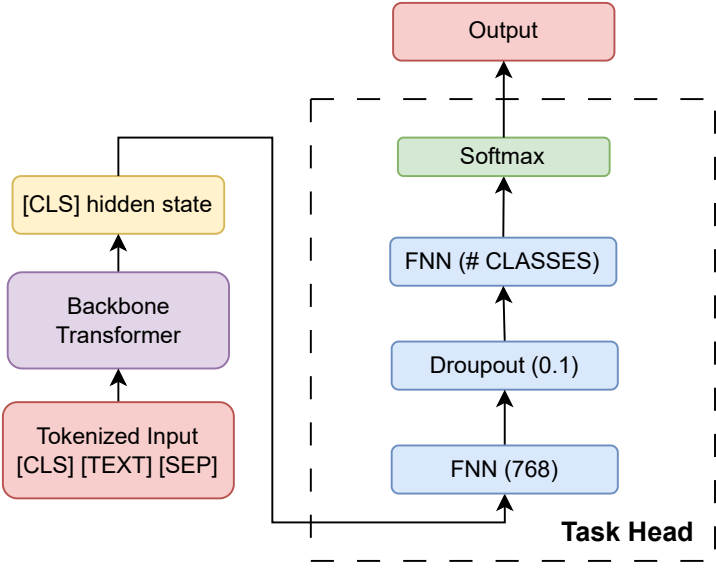 Output
Softmax
[CLS] hidden state
FNN (# CLASSES)
Backbone
Transformer
Droupout (0.1)
Tokenized Input
[CLS] [TEXT] [SEP]
FNN (768)
Task Head